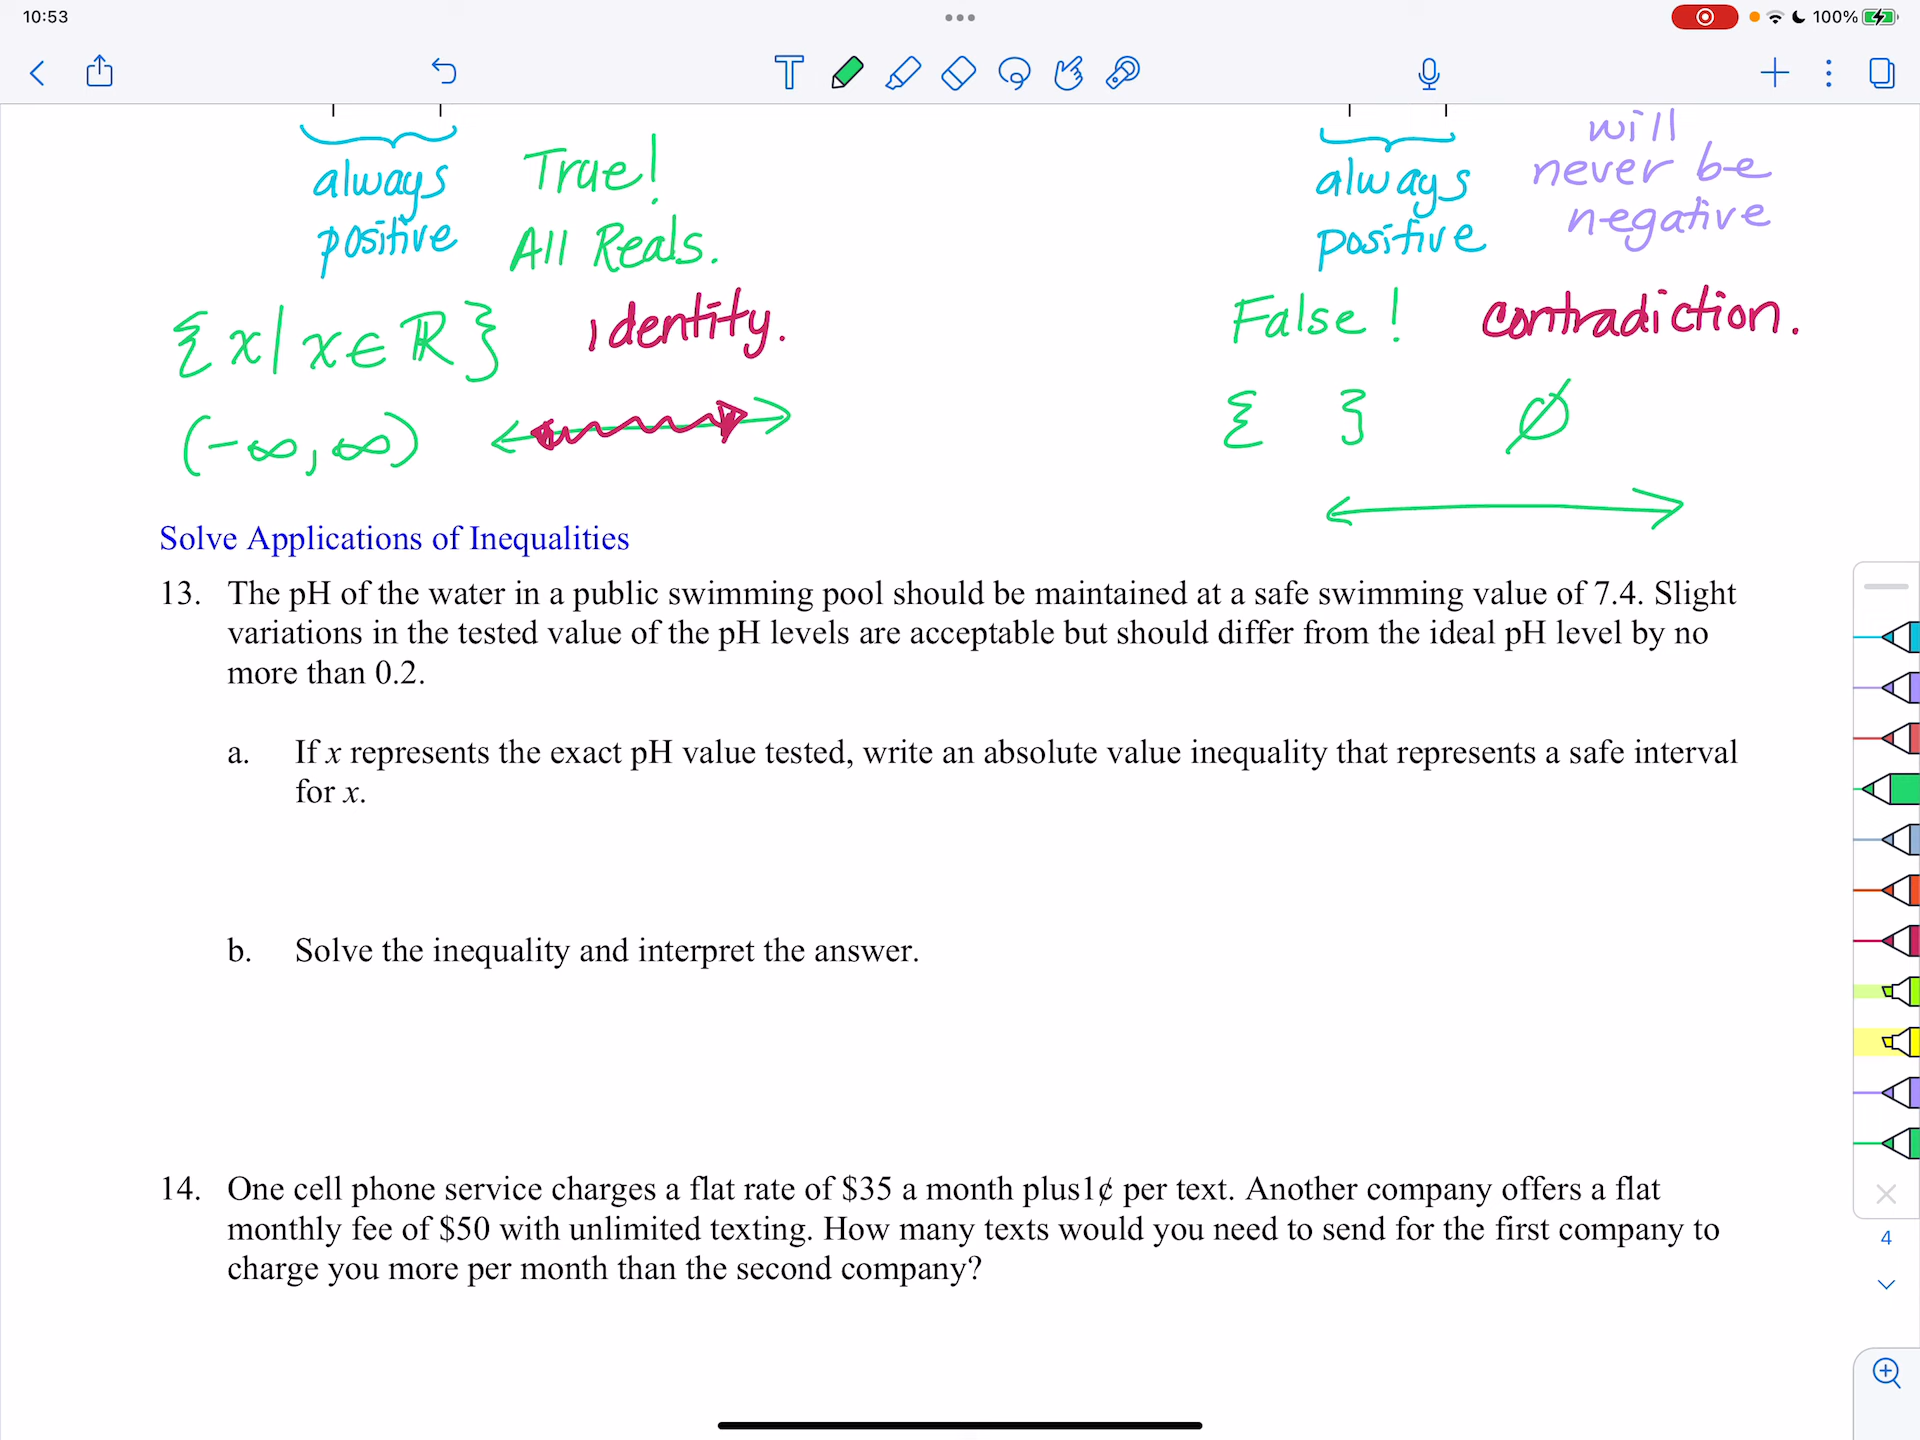 10:53
100%
always
positive
True!
All Reals.
{x| x∈ℝ} identity.
(-∞, ∞)
always
positive
will
never be
negative
False! contradiction.
{ } ∅
Solve Applications of Inequalities
13. The pH of the water in a public swimming pool should be maintained at a safe swimming value of 7.4. Slight
variations in the tested value of the pH levels are acceptable but should differ from the ideal pH level by no
more than 0.2.
a. If x represents the exact pH value tested, write an absolute value inequality that represents a safe interval
for x.
b. Solve the inequality and interpret the answer.
14. One cell phone service charges a flat rate of $35 a month plus1¢ per text. Another company offers a flat
monthly fee of $50 with unlimited texting. How many texts would you need to send for the first company to
charge you more per month than the second company?
4